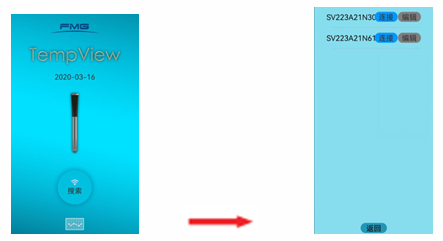 FMG
TempView
2020-03-16
搜索
SV223A21N30 连接 编辑
SV223A21N61 连接 编辑
返回